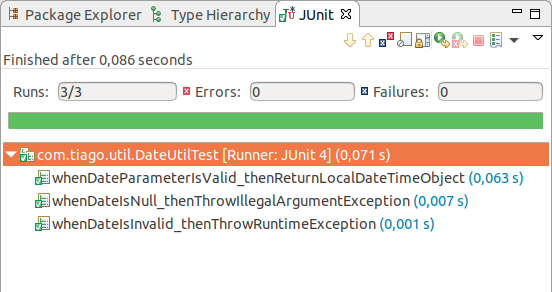 Package Explorer Type Hierarchy JUnit
Finished after 0,086 seconds
Runs: 3/3 Errors: 0 Failures: 0
com.tiago.util.DateUtilTest [Runner: JUnit 4] (0,071 s)
whenDateParameterIsValid_thenReturnLocalDateTimeObject (0,063 s)
whenDateIsNull_thenThrowIllegalArgumentException (0,007 s)
whenDateIsInvalid_thenThrowRuntimeException (0,001 s)